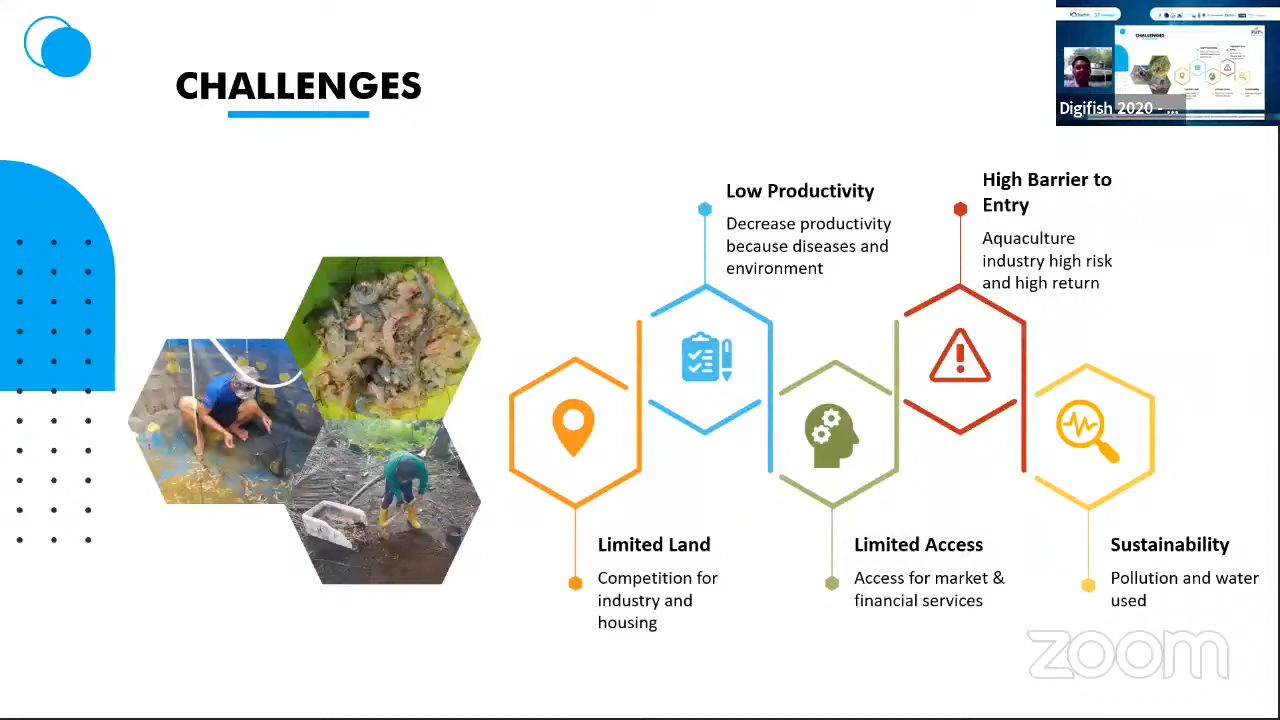 CHALLENGES
Digifish 2020 - ...
Low Productivity
Decrease productivity
because diseases and
environment
High Barrier to
Entry
Aquaculture
industry high risk
and high return
Limited Land
Competition for
industry and
housing
Limited Access
Access for market &
financial services
Sustainability
Pollution and water
used
zoom